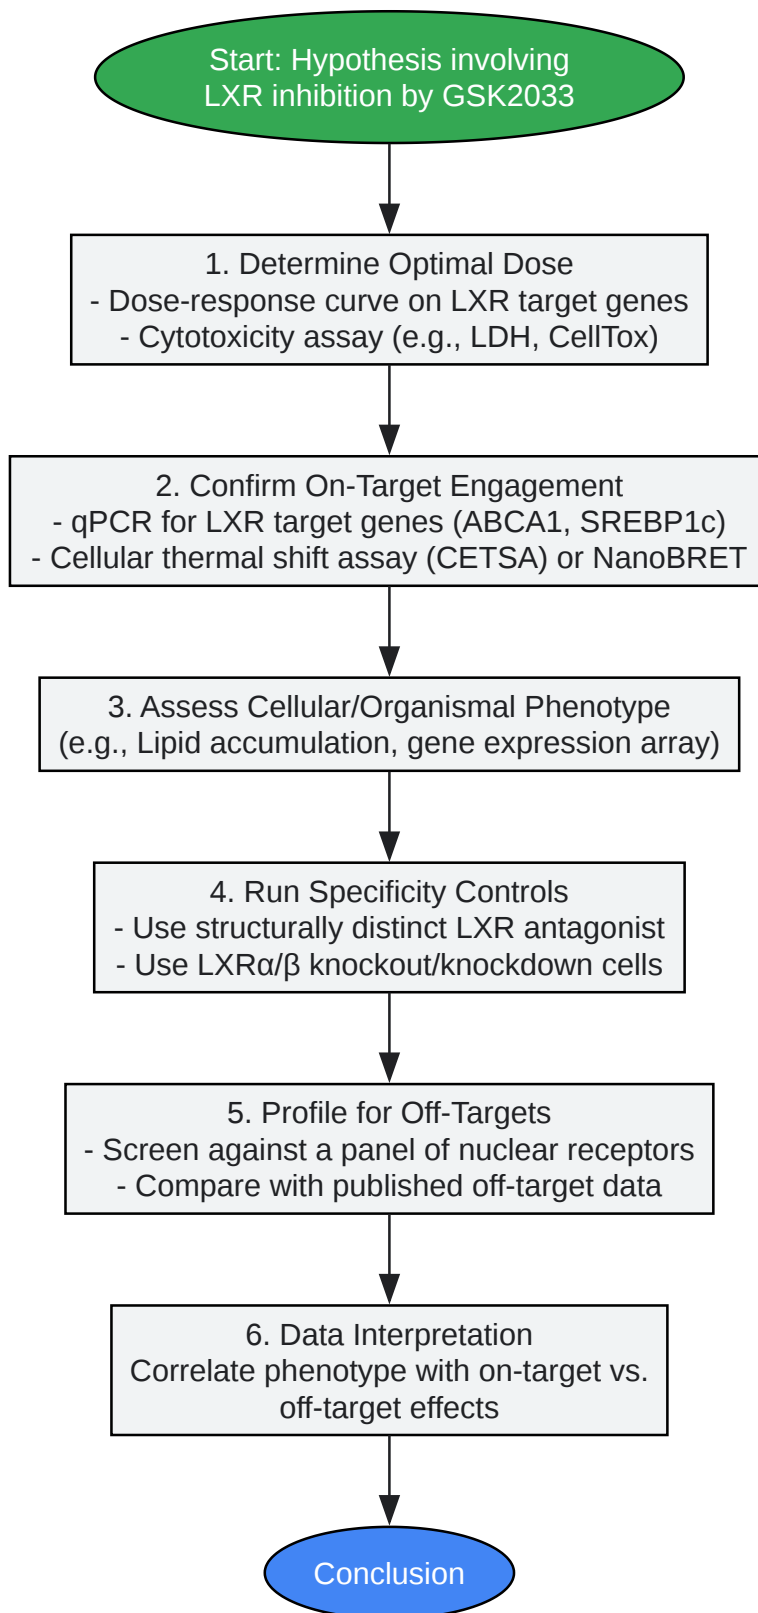 Start: Hypothesis involving
LXR inhibition by GSK2033
1. Determine Optimal Dose
- Dose-response curve on LXR target genes
- Cytotoxicity assay (e.g., LDH, CellTox)
2. Confirm On-Target Engagement
- qPCR for LXR target genes (ABCA1, SREBP1c)
- Cellular thermal shift assay (CETSA) or NanoBRET
3. Assess Cellular/Organismal Phenotype
(e.g., Lipid accumulation, gene expression array)
4. Run Specificity Controls
- Use structurally distinct LXR antagonist
- Use LXRα/β knockout/knockdown cells
5. Profile for Off-Targets
- Screen against a panel of nuclear receptors
- Compare with published off-target data
6. Data Interpretation
Correlate phenotype with on-target vs.
off-target effects
Conclusion